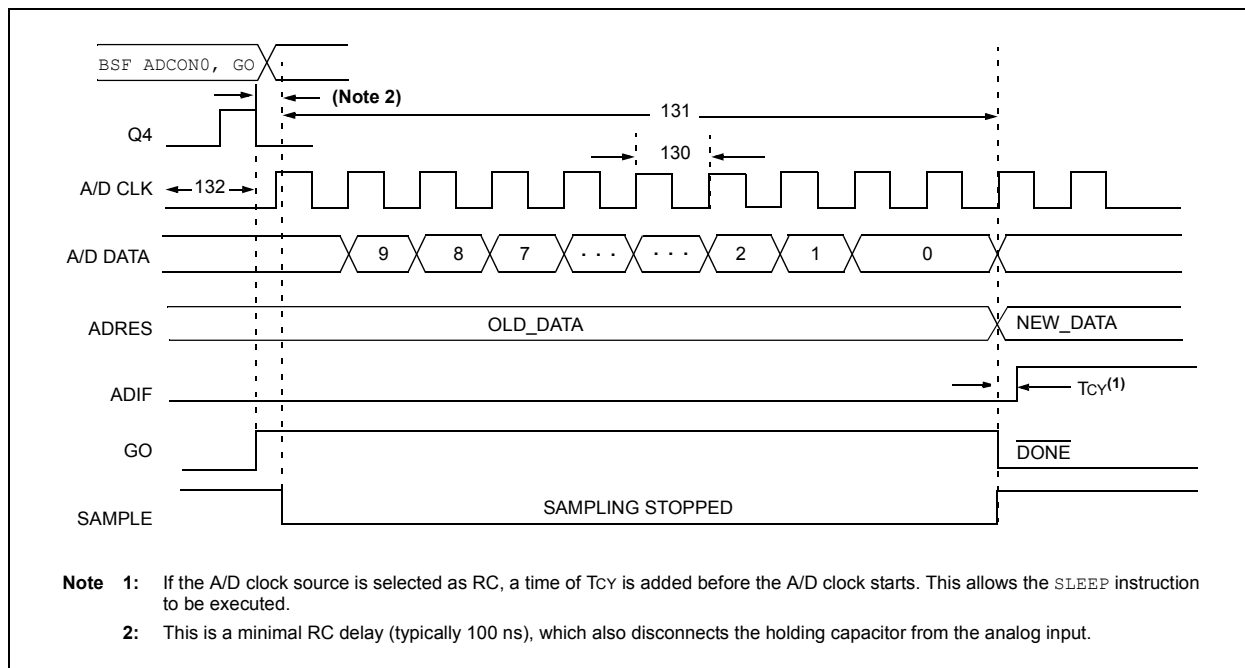 BSF ADCON0, GO
(Note 2)
131
Q4
130
A/D CLK
132
A/D DATA
9 8 7 . . . . . . 2 1 0
ADRES
OLD_DATA
NEW_DATA
ADIF
TCY(1)
GO
DONE
SAMPLE
SAMPLING STOPPED
Note 1: If the A/D clock source is selected as RC, a time of TCY is added before the A/D clock starts. This allows the SLEEP instruction
to be executed.
2: This is a minimal RC delay (typically 100 ns), which also disconnects the holding capacitor from the analog input.